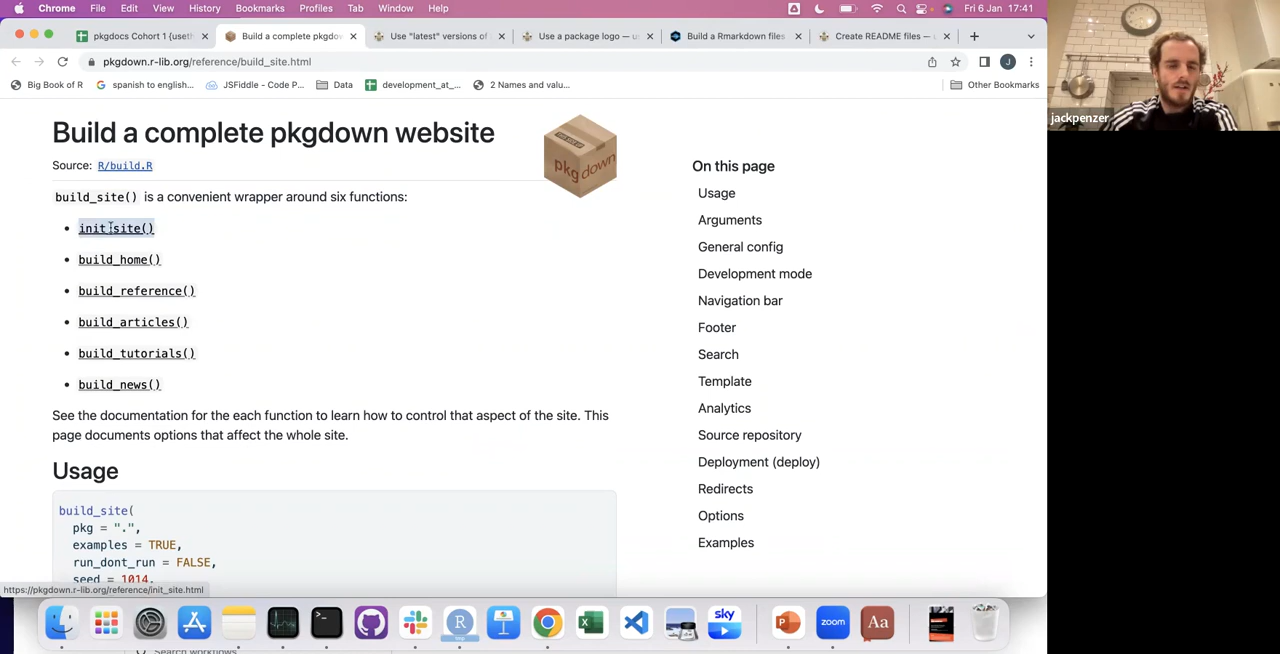 Chrome File Edit View History Bookmarks Profiles Tab Window Help Fri 6 Jan 17:41
pkgdocs Cohort 1 {useth Build a complete pkgdow Use "latest" versions of Use a package logo — us Build a Rmarkdown files. Create README files — u
pkgdown.r-lib.org/reference/build_site.html
Big Book of R spanish to english... JSFiddle - Code P... Data development_at_... 2 Names and valu... Other Bookmarks
jackpenzer
Build a complete pkgdown website
Source: R/build.R
pkgdown
build_site() is a convenient wrapper around six functions:
init_site()
build_home()
build_reference()
build_articles()
build_tutorials()
build_news()
See the documentation for the each function to learn how to control that aspect of the site. This
page documents options that affect the whole site.
Usage
build_site(
pkg = ".",
examples = TRUE,
run_dont_run = FALSE,
seed = 1014,
On this page
Usage
Arguments
General config
Development mode
Navigation bar
Footer
Search
Template
Analytics
Source repository
Deployment (deploy)
Redirects
Options
Examples
https://pkgdown.r-lib.org/reference/init_site.html
sky
zoom
Aa
Search workflows